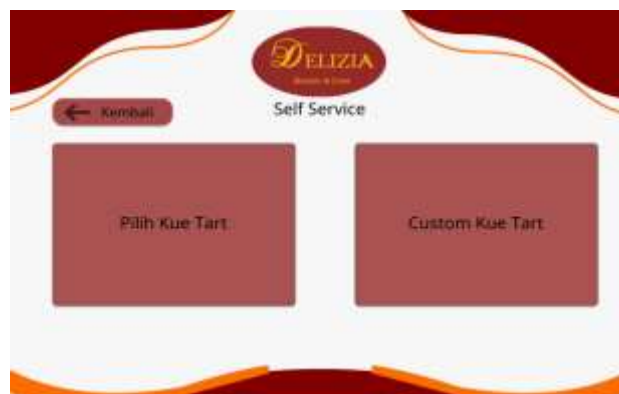 DELIZIA
Self Service
Kembali
Pilih Kue Tart
Custom Kue Tart